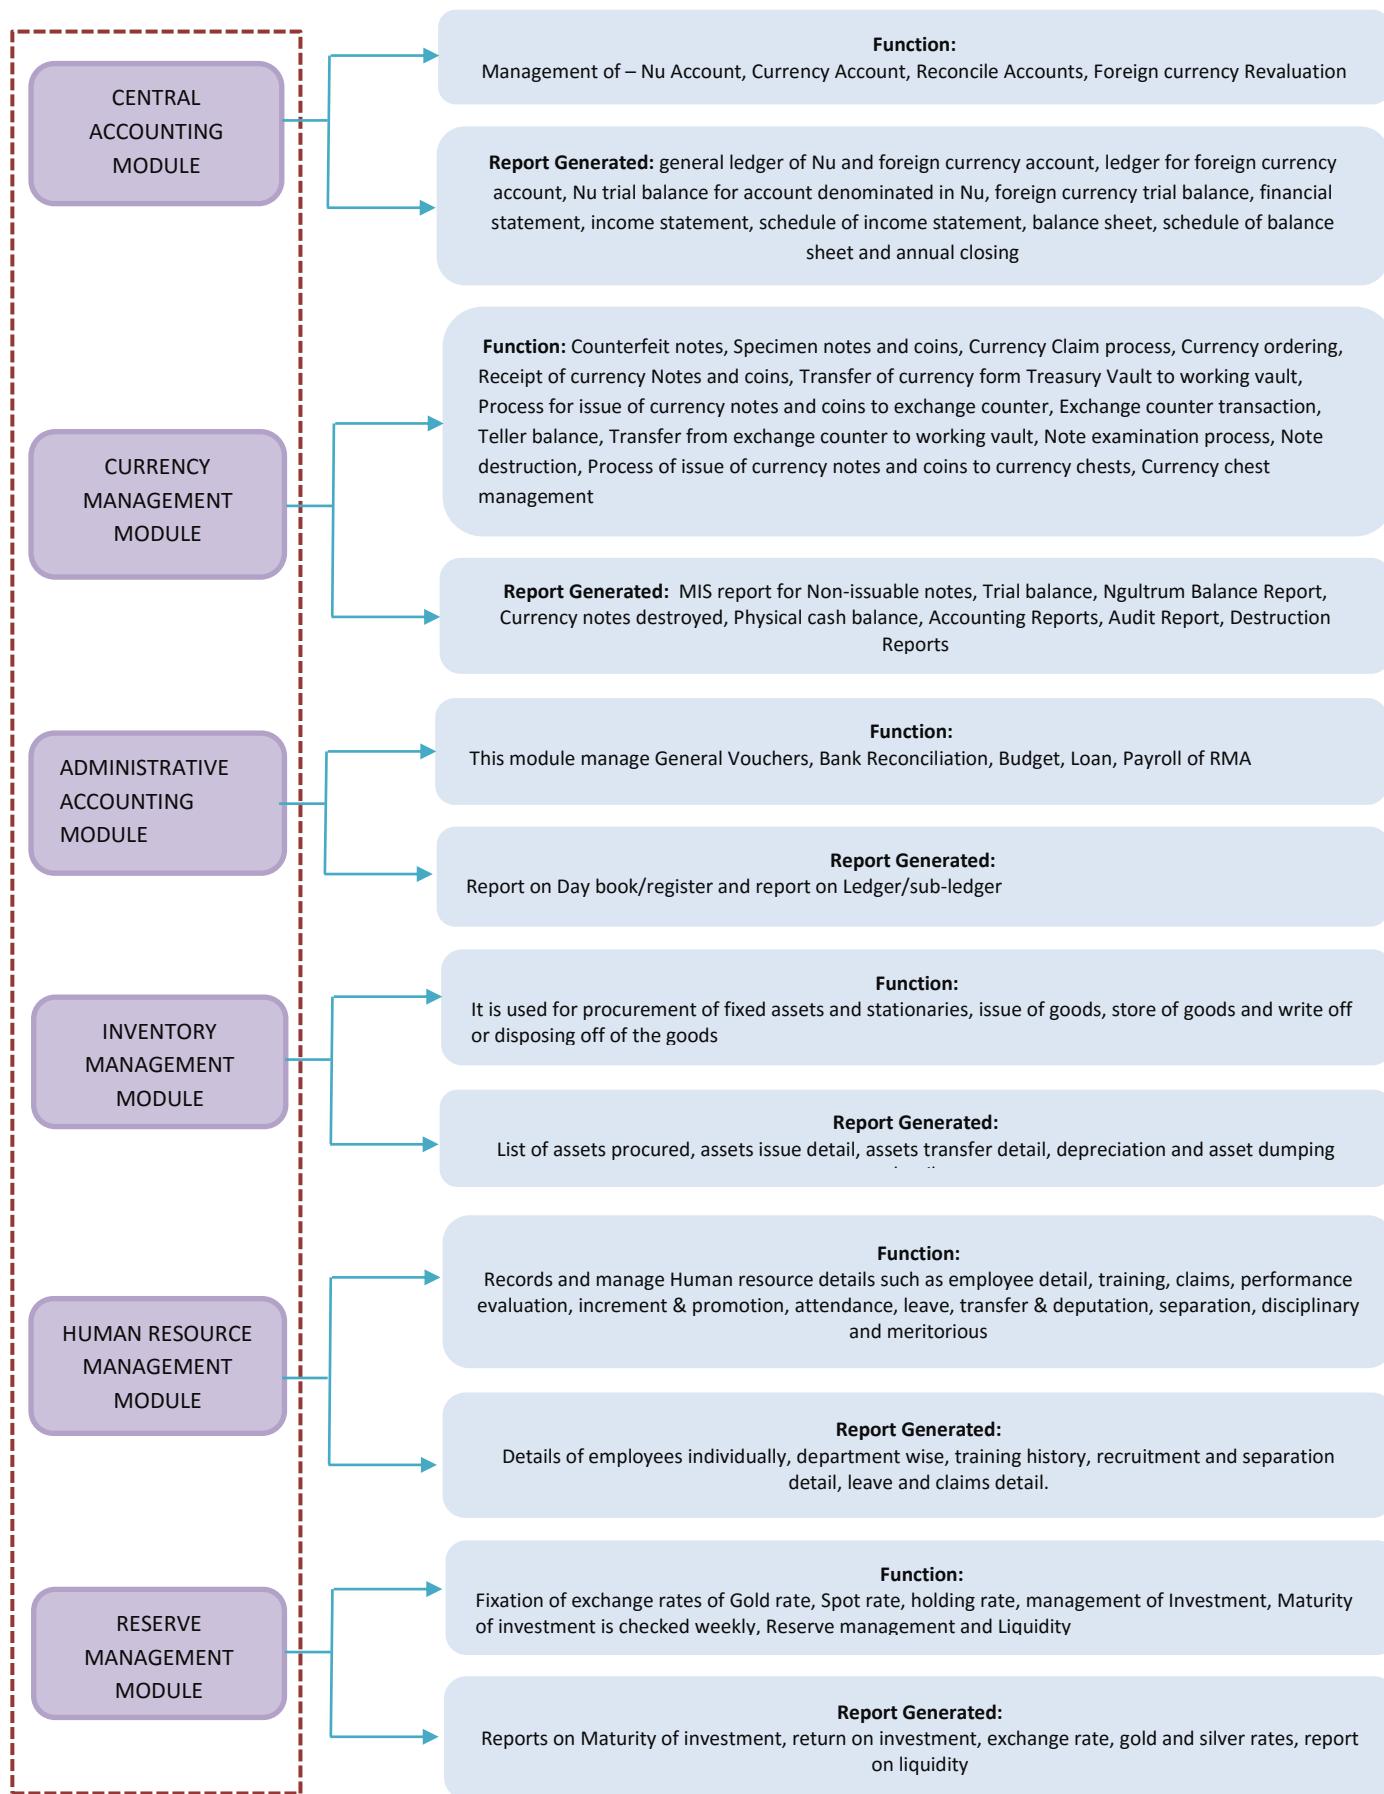 CENTRAL
ACCOUNTING
MODULE
Function:
Management of – Nu Account, Currency Account, Reconcile Accounts, Foreign currency Revaluation
Report Generated: general ledger of Nu and foreign currency account, ledger for foreign currency
account, Nu trial balance for account denominated in Nu, foreign currency trial balance, financial
statement, income statement, schedule of income statement, balance sheet, schedule of balance
sheet and annual closing
CURRENCY
MANAGEMENT
MODULE
Function: Counterfeit notes, Specimen notes and coins, Currency Claim process, Currency ordering,
Receipt of currency Notes and coins, Transfer of currency form Treasury Vault to working vault,
Process for issue of currency notes and coins to exchange counter, Exchange counter transaction,
Teller balance, Transfer from exchange counter to working vault, Note examination process, Note
destruction, Process of issue of currency notes and coins to currency chests, Currency chest
management
Report Generated: MIS report for Non-issuable notes, Trial balance, Ngultrum Balance Report,
Currency notes destroyed, Physical cash balance, Accounting Reports, Audit Report, Destruction
Reports
ADMINISTRATIVE
ACCOUNTING
MODULE
Function:
This module manage General Vouchers, Bank Reconciliation, Budget, Loan, Payroll of RMA
Report Generated:
Report on Day book/register and report on Ledger/sub-ledger
INVENTORY
MANAGEMENT
MODULE
Function:
It is used for procurement of fixed assets and stationaries, issue of goods, store of goods and write off
or disposing off of the goods
Report Generated:
List of assets procured, assets issue detail, assets transfer detail, depreciation and asset dumping
HUMAN RESOURCE
MANAGEMENT
MODULE
Function:
Records and manage Human resource details such as employee detail, training, claims, performance
evaluation, increment & promotion, attendance, leave, transfer & deputation, separation, disciplinary
and meritorious
Report Generated:
Details of employees individually, department wise, training history, recruitment and separation
detail, leave and claims detail.
RESERVE
MANAGEMENT
MODULE
Function:
Fixation of exchange rates of Gold rate, Spot rate, holding rate, management of Investment, Maturity
of investment is checked weekly, Reserve management and Liquidity
Report Generated:
Reports on Maturity of investment, return on investment, exchange rate, gold and silver rates, report
on liquidity